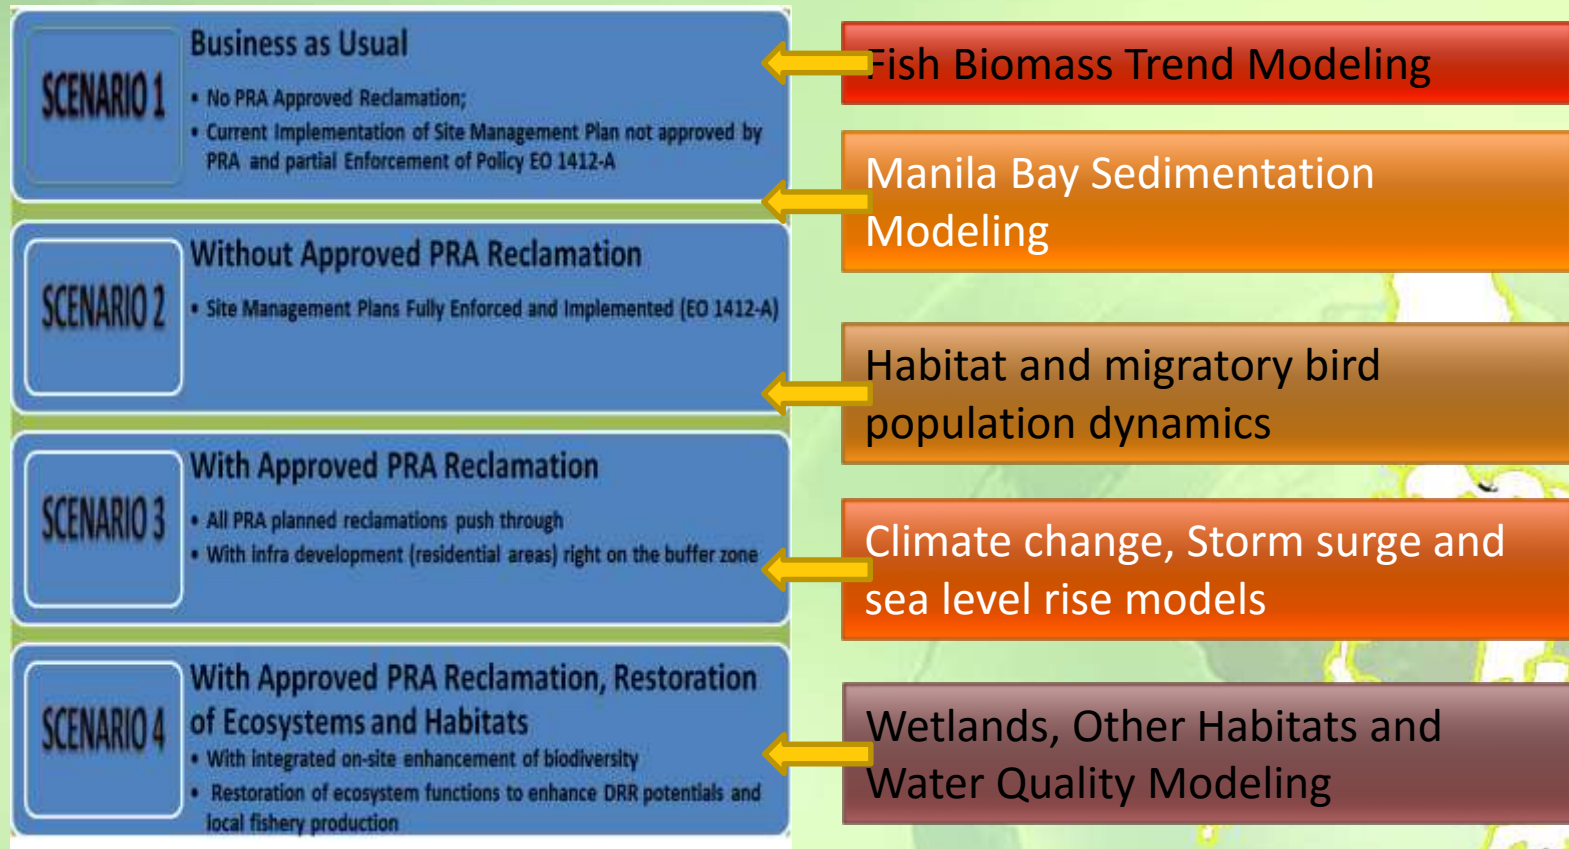 SCENARIO 1
Business as Usual
• No PRA Approved Reclamation;
• Current Implementation of Site Management Plan not approved by
PRA and partial Enforcement of Policy EO 1412-A
SCENARIO 2
Without Approved PRA Reclamation
• Site Management Plans Fully Enforced and Implemented (EO 1412-A)
SCENARIO 3
With Approved PRA Reclamation
• All PRA planned reclamations push through
• With infra development (residential areas) right on the buffer zone
SCENARIO 4
With Approved PRA Reclamation, Restoration
of Ecosystems and Habitats
• With integrated on-site enhancement of biodiversity
• Restoration of ecosystem functions to enhance DRR potentials and
local fishery production
Fish Biomass Trend Modeling
Manila Bay Sedimentation
Modeling
Habitat and migratory bird
population dynamics
Climate change, Storm surge and
sea level rise models
Wetlands, Other Habitats and
Water Quality Modeling